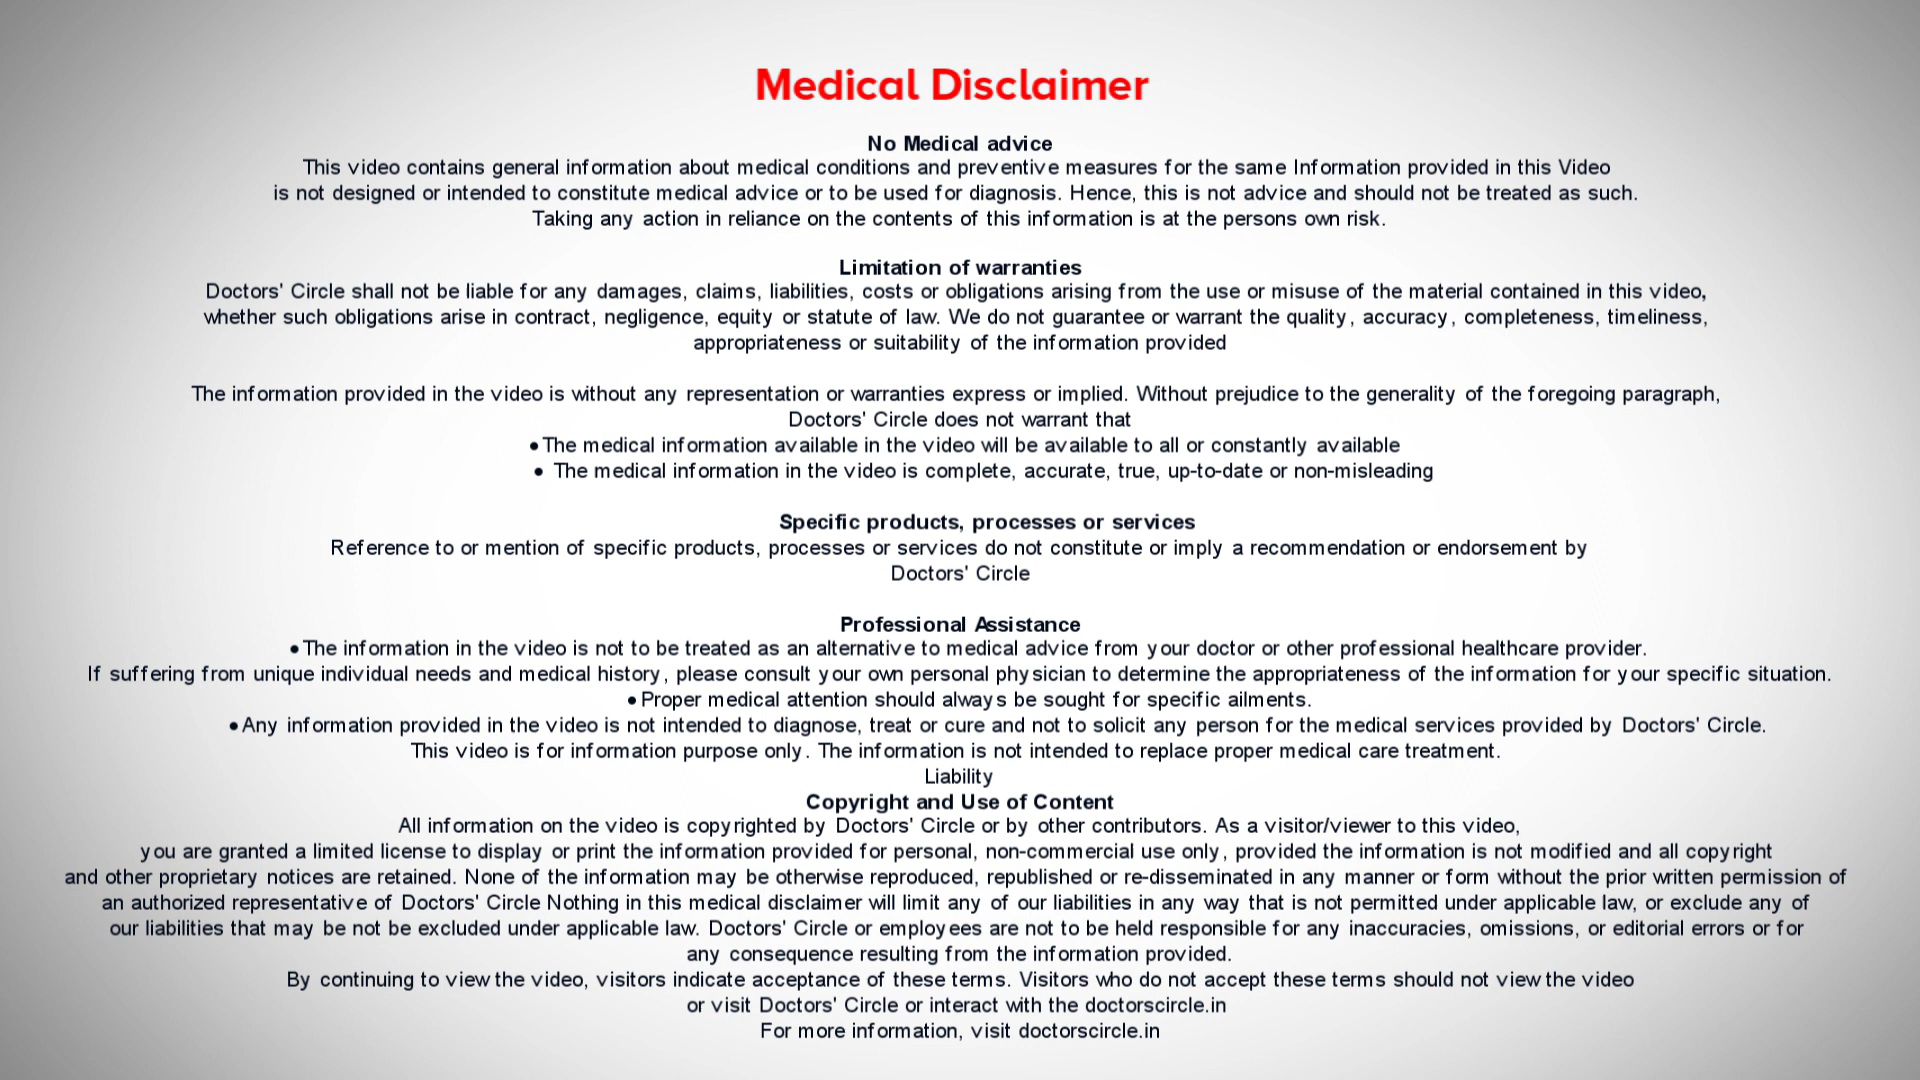 Medical Disclaimer
No Medical advice
This video contains general information about medical conditions and preventive measures for the same Information provided in this Video
is not designed or intended to constitute medical advice or to be used for diagnosis. Hence, this is not advice and should not be treated as such.
Taking any action in reliance on the contents of this information is at the persons own risk.
Limitation of warranties
Doctors' Circle shall not be liable for any damages, claims, liabilities, costs or obligations arising from the use or misuse of the material contained in this video,
whether such obligations arise in contract, negligence, equity or statute of law. We do not guarantee or warrant the quality, accuracy, completeness, timeliness,
appropriateness or suitability of the information provided
The information provided in the video is without any representation or warranties express or implied. Without prejudice to the generality of the foregoing paragraph,
Doctors' Circle does not warrant that
• The medical information available in the video will be available to all or constantly available
• The medical information in the video is complete, accurate, true, up-to-date or non-misleading
Specific products, processes or services
Reference to or mention of specific products, processes or services do not constitute or imply a recommendation or endorsement by
Doctors' Circle
Professional Assistance
• The information in the video is not to be treated as an alternative to medical advice from your doctor or other professional healthcare provider.
If suffering from unique individual needs and medical history, please consult your own personal physician to determine the appropriateness of the information for your specific situation.
• Proper medical attention should always be sought for specific ailments.
• Any information provided in the video is not intended to diagnose, treat or cure and not to solicit any person for the medical services provided by Doctors' Circle.
This video is for information purpose only. The information is not intended to replace proper medical care treatment.
Liability
Copyright and Use of Content
All information on the video is copyrighted by Doctors' Circle or by other contributors. As a visitor/viewer to this video,
you are granted a limited license to display or print the information provided for personal, non-commercial use only, provided the information is not modified and all copyright
and other proprietary notices are retained. None of the information may be otherwise reproduced, republished or re-disseminated in any manner or form without the prior written permission of
an authorized representative of Doctors' Circle Nothing in this medical disclaimer will limit any of our liabilities in any way that is not permitted under applicable law, or exclude any of
our liabilities that may be not be excluded under applicable law. Doctors' Circle or employees are not to be held responsible for any inaccuracies, omissions, or editorial errors or for
any consequence resulting from the information provided.
By continuing to view the video, visitors indicate acceptance of these terms. Visitors who do not accept these terms should not view the video
or visit Doctors' Circle or interact with the doctorscircle.in
For more information, visit doctorscircle.in